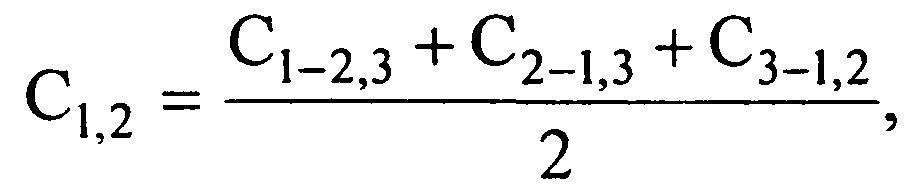 C₁,₂ = (C₁₋₂,₃ + C₂₋₁,₃ + C₃₋₁,₂) / 2,